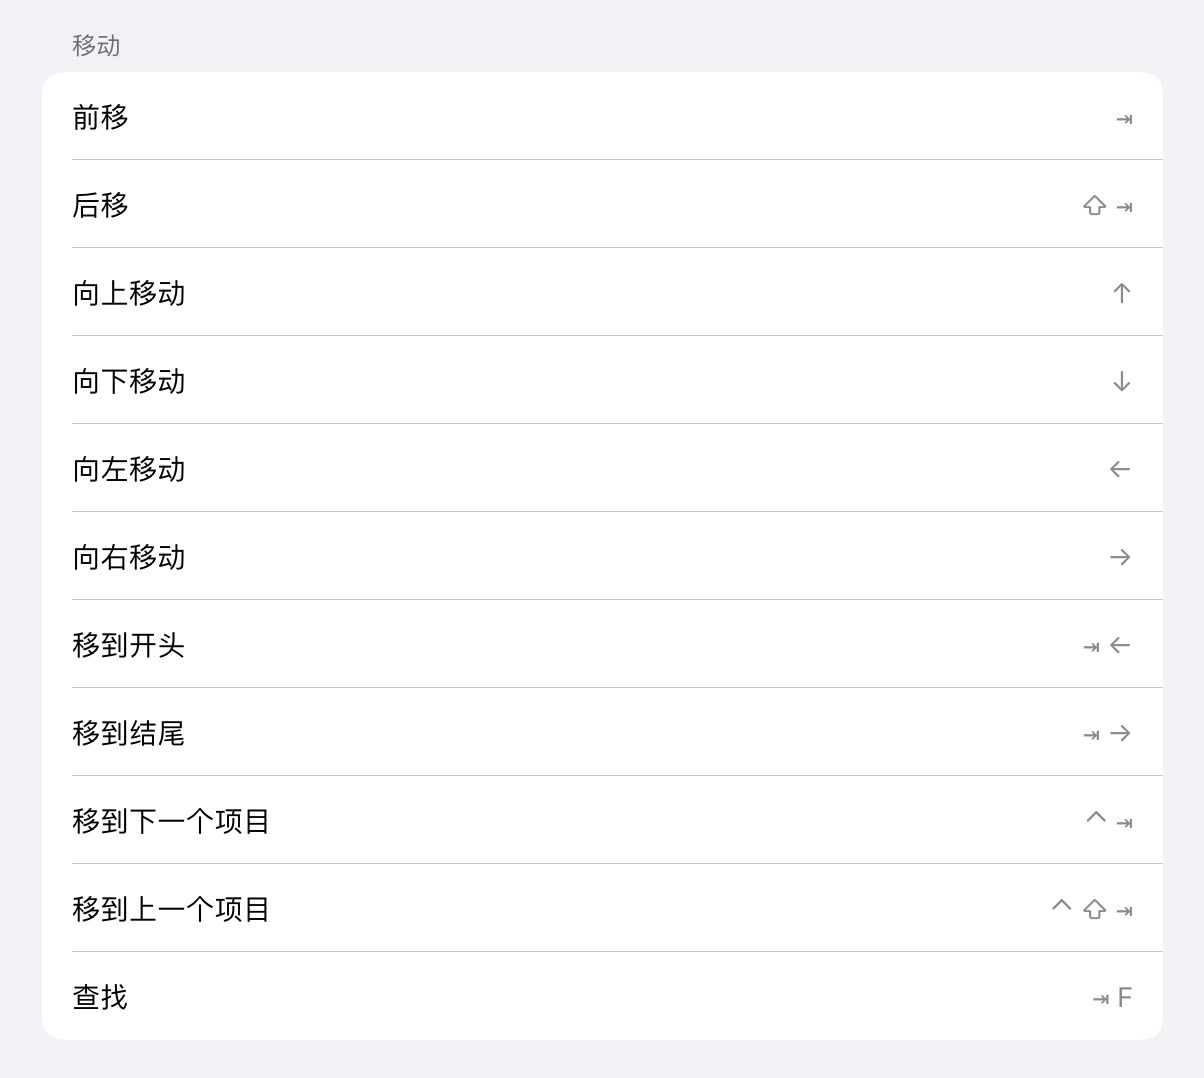 移动
前移 ⇥
后移 ⇧ ⇥
向上移动 ↑
向下移动 ↓
向左移动 ←
向右移动 →
移到开头 ⇥ ←
移到结尾 ⇥ →
移到下一个项目 ^ ⇥
移到上一个项目 ^ ⇧ ⇥
查找 ⇥ F